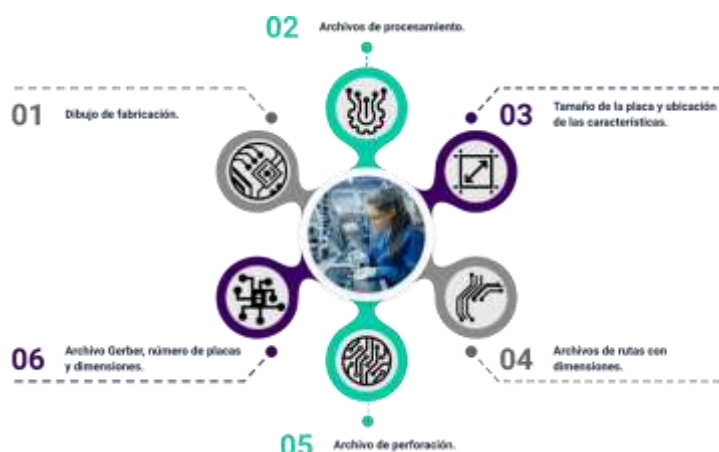 02 Archivos de procesamiento.
01 Dibujo de fabricación.
03 Tamaño de la placa y ubicación
de las características.
06 Archivo Gerber, número de placas
y dimensiones.
04 Archivos de rutas con
dimensiones.
05 Archivo de perforación.